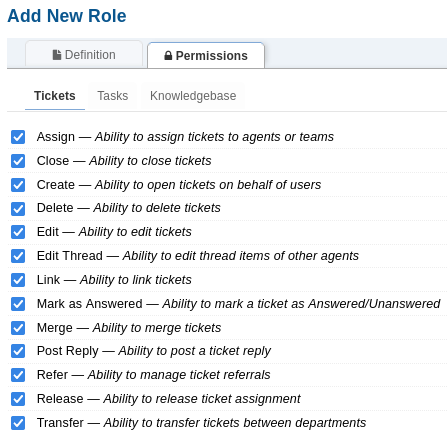 Add New Role
Definition
Permissions
Tickets
Tasks
Knowledgebase
Assign — Ability to assign tickets to agents or teams
Close — Ability to close tickets
Create — Ability to open tickets on behalf of users
Delete — Ability to delete tickets
Edit — Ability to edit tickets
Edit Thread — Ability to edit thread items of other agents
Link — Ability to link tickets
Mark as Answered — Ability to mark a ticket as Answered/Unanswered
Merge — Ability to merge tickets
Post Reply — Ability to post a ticket reply
Refer — Ability to manage ticket referrals
Release — Ability to release ticket assignment
Transfer — Ability to transfer tickets between departments